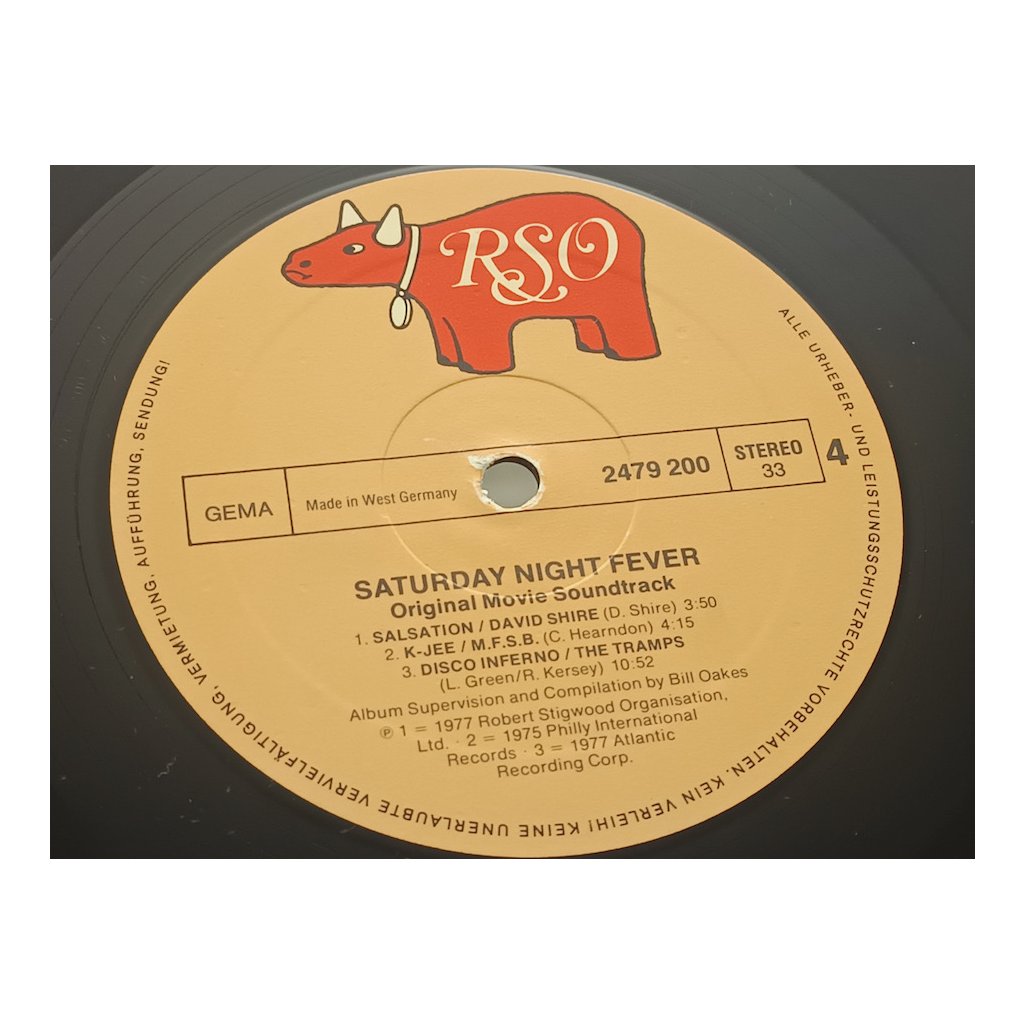 RSO
GEMA
Made in West Germany
2479 200
STEREO
33
4
SATURDAY NIGHT FEVER
Original Movie Soundtrack
1. SALSATION / DAVID SHIRE (D. Shire) 3:50
2. K-JEE / M.F.S.B. (C. Hearndon) 4:15
3. DISCO INFERNO / THE TRAMPS
(L. Green/R. Kersey) 10:52
Album Supervision and Compilation by Bill Oakes
℗ 1 = 1977 Robert Stigwood Organisation,
Ltd. · 2 = 1975 Philly International
Records · 3 = 1977 Atlantic
Recording Corp.
ALLE URHEBER- UND LEISTUNGSSCHUTZRECHTE VORBEHALTEN. KEIN VERLEIH! KEINE UNERLAUBTE VERVIELFÄLTIGUNG, VERMIETUNG, AUFFÜHRUNG, SENDUNG!